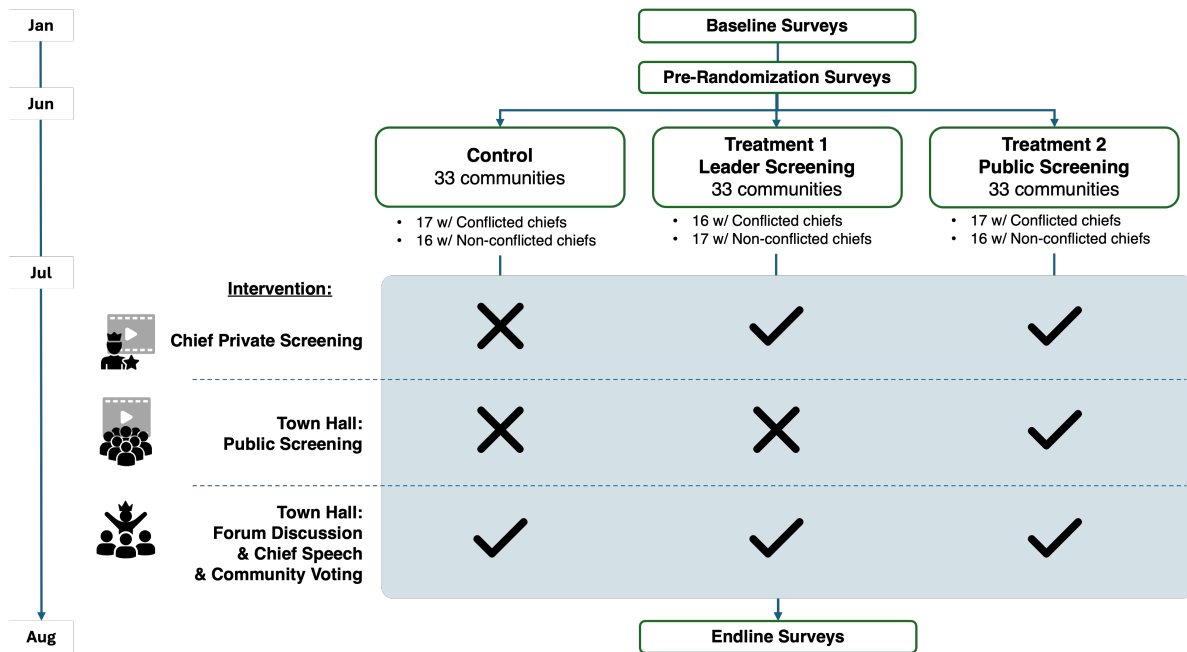 Jan
Baseline Surveys
Pre-Randomization Surveys
Jun
Control
33 communities
Treatment 1
Leader Screening
33 communities
Treatment 2
Public Screening
33 communities
• 17 w/ Conflicted chiefs
• 16 w/ Non-conflicted chiefs
• 16 w/ Conflicted chiefs
• 17 w/ Non-conflicted chiefs
• 17 w/ Conflicted chiefs
• 16 w/ Non-conflicted chiefs
Jul
Intervention:
Chief Private Screening
Town Hall:
Public Screening
Town Hall:
Forum Discussion
& Chief Speech
& Community Voting
Aug
Endline Surveys